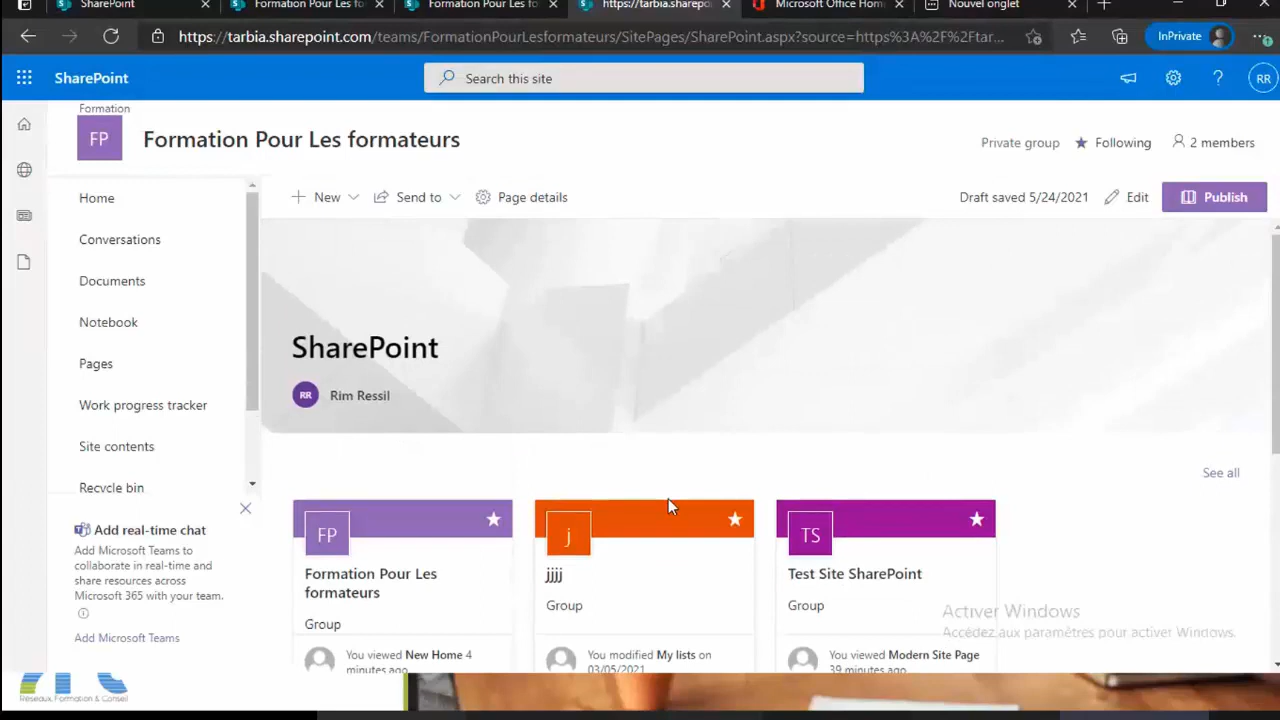 SharePoint
Formation Pour Les fo
Formation Pour Les fo
https://tarbia.sharepo
Microsoft Office Hom
Nouvel onglet
https://tarbia.sharepoint.com/teams/FormationPourLesformateurs/SitePages/SharePoint.aspx?source=https%3A%2F%2Ftar...
InPrivate
SharePoint
Search this site
RR
Formation
FP
Formation Pour Les formateurs
Private group
Following
2 members
Home
Conversations
Documents
Notebook
Pages
Work progress tracker
Site contents
Recycle bin
New
Send to
Page details
Draft saved 5/24/2021
Edit
Publish
SharePoint
RR
Rim Ressil
See all
Add real-time chat
Add Microsoft Teams to
collaborate in real-time and
share resources across
Microsoft 365 with your team.
Add Microsoft Teams
FP
Formation Pour Les
formateurs
Group
You viewed New Home 4
minutes ago
j
jjjj
Group
You modified My lists on
03/05/2021
TS
Test Site SharePoint
Group
You viewed Modern Site Page
39 minutes ago
Activer Windows
Accédez aux paramètres pour activer Windows.
Réseaux, Formation & Conseil